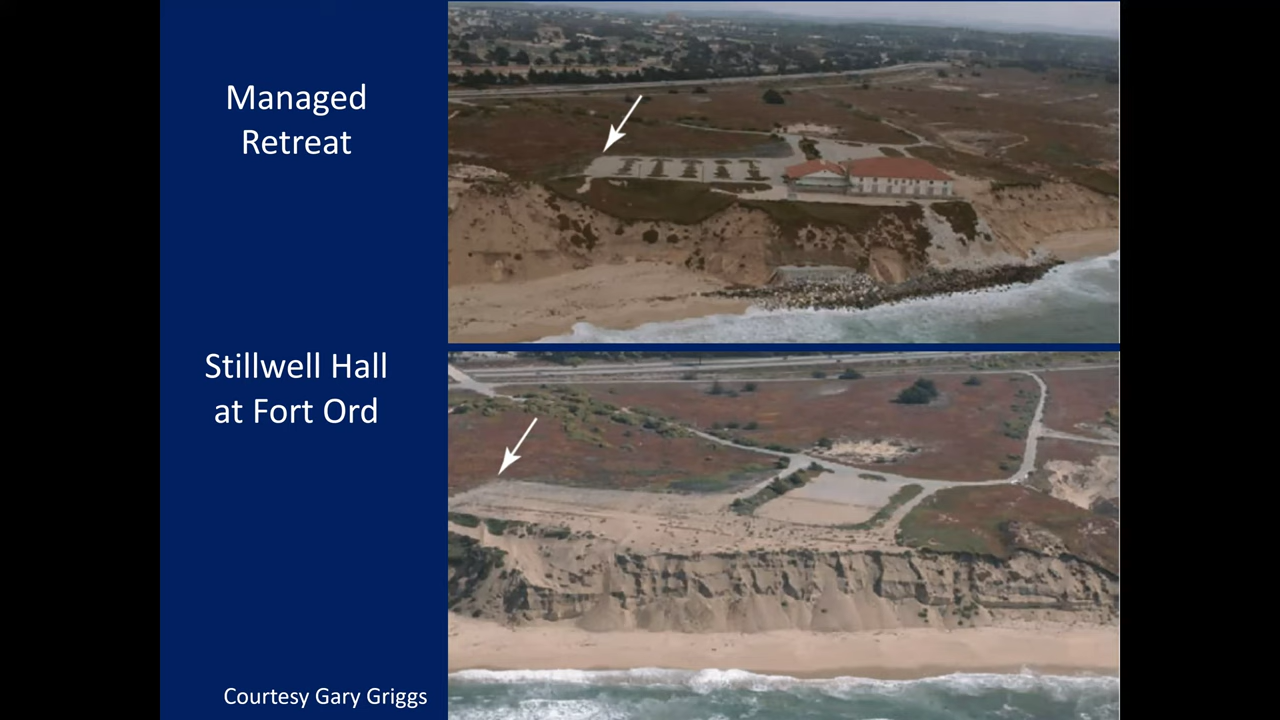 Managed
Retreat
Stillwell Hall
at Fort Ord
Courtesy Gary Griggs